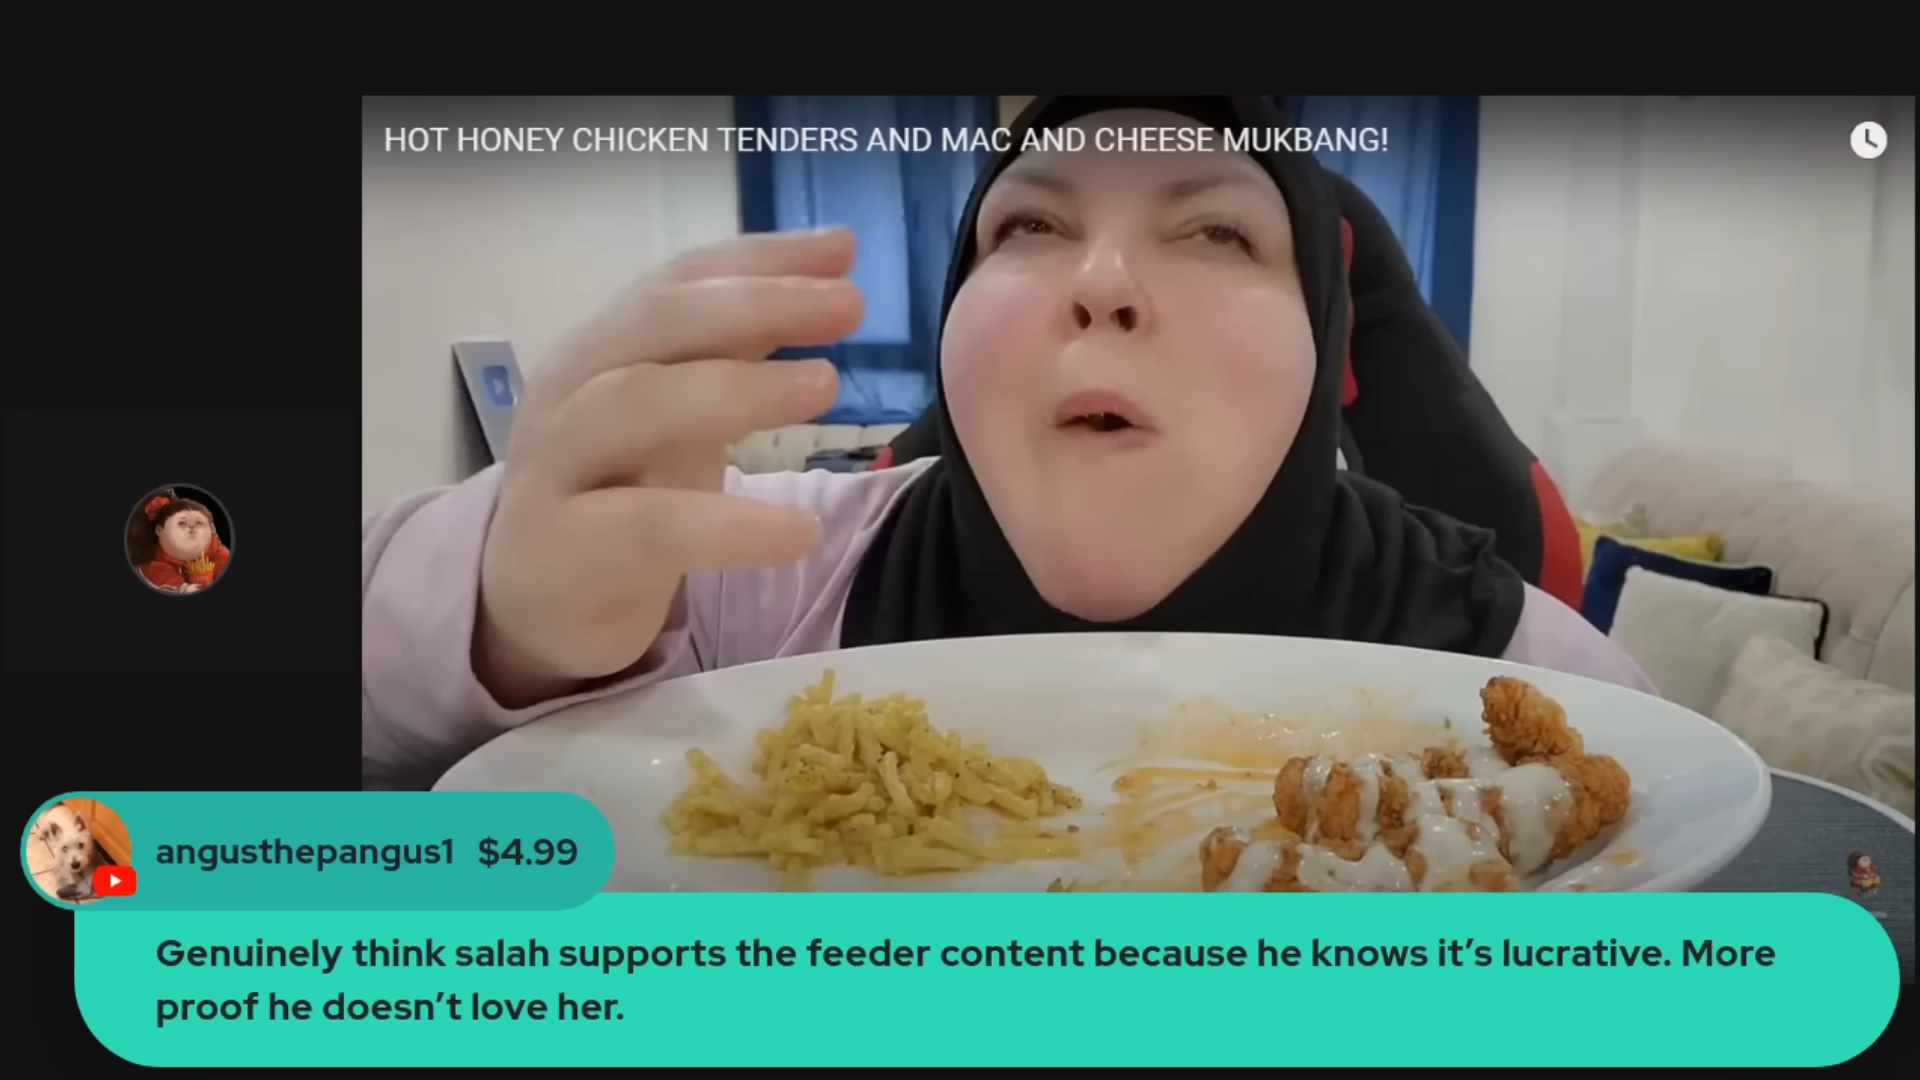 HOT HONEY CHICKEN TENDERS AND MAC AND CHEESE MUKBANG!
angusthepangus1 $4.99
Genuinely think salah supports the feeder content because he knows it’s lucrative. More
proof he doesn’t love her.